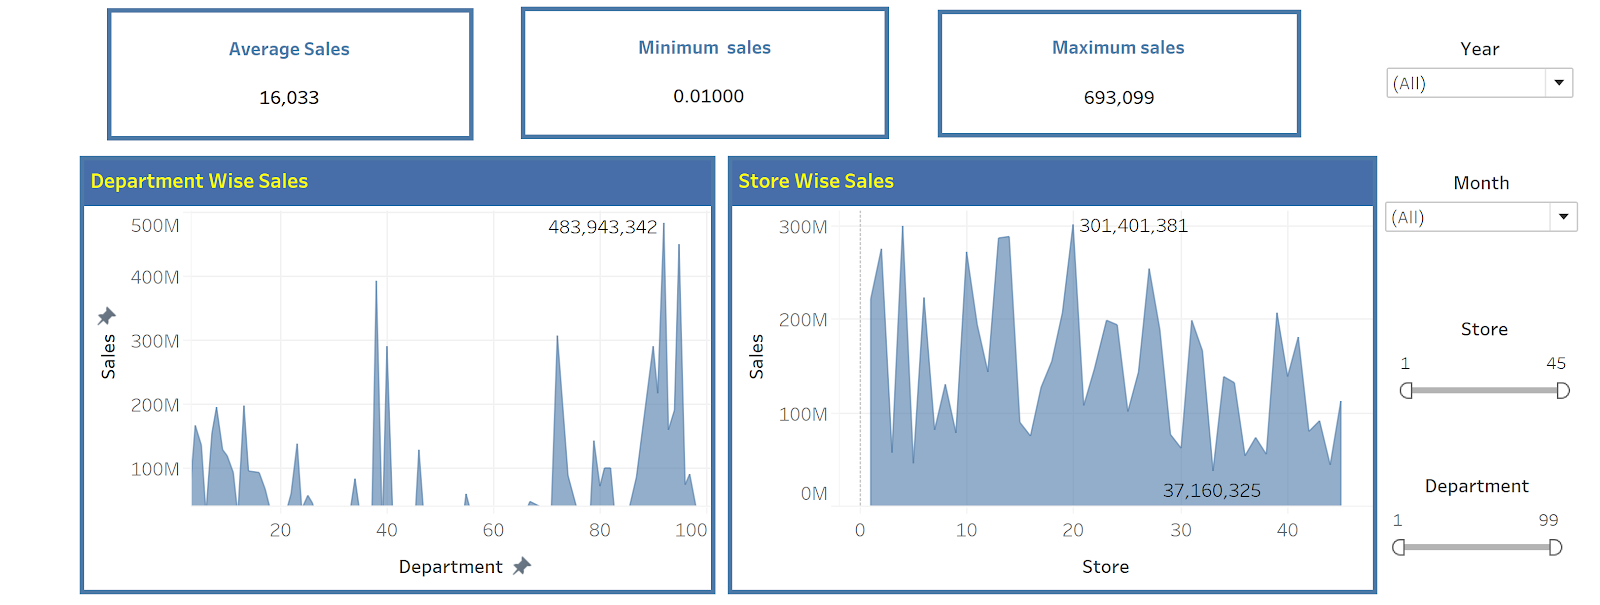 Average Sales
16,033
Minimum sales
0.01000
Maximum sales
693,099
Year
(All)
Month
(All)
Store
1 45
Department
1 99
Department Wise Sales
483,943,342
500M
400M
300M
200M
100M
Sales
20 40 60 80 100
Department
Store Wise Sales
301,401,381
300M
200M
100M
0M
37,160,325
Sales
0 10 20 30 40
Store